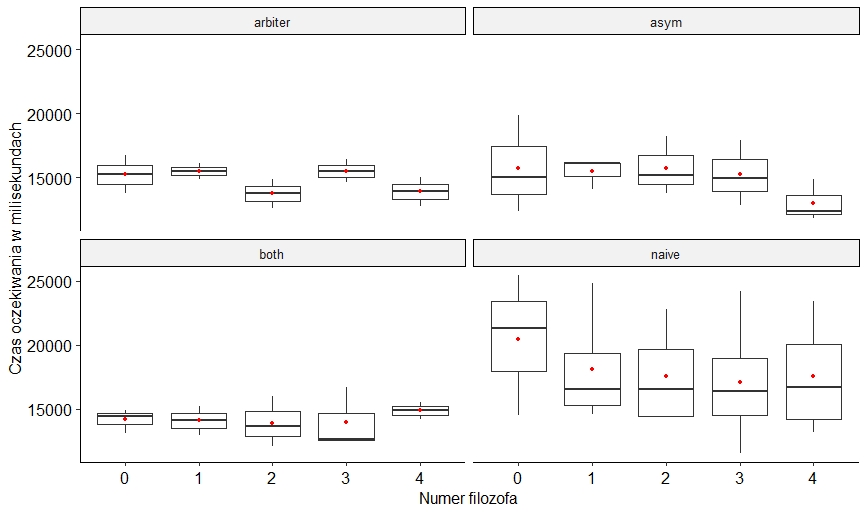 arbiter
asym
25000
20000
15000
both
naive
25000
20000
15000
0 1 2 3 4
0 1 2 3 4
Czas oczekiwania w milisekundach
Numer filozofa